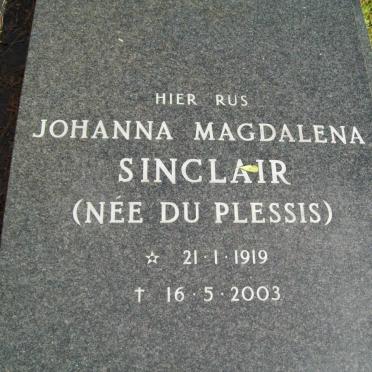 HIER RUS
JOHANNA MAGDALENA
SINCLAIR
(NÉE DU PLESSIS)
☆ 21·1·1919
† 16·5·2003